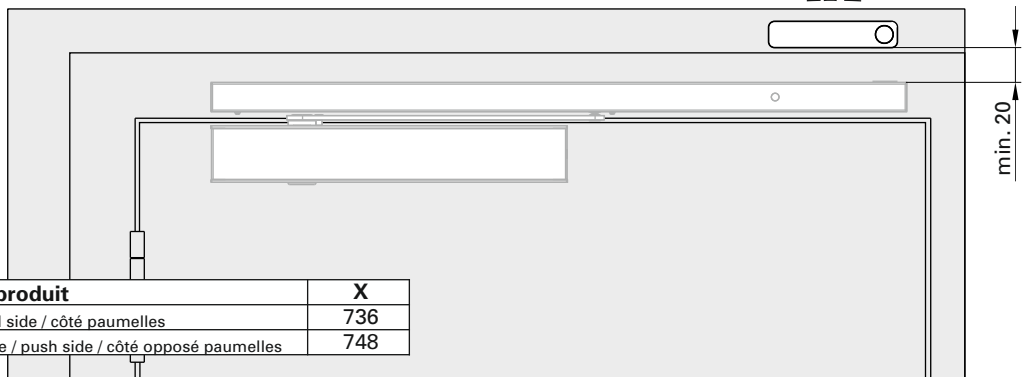 min. 20
produit X
side / côté paumelles 736
/ push side / côté opposé paumelles 748